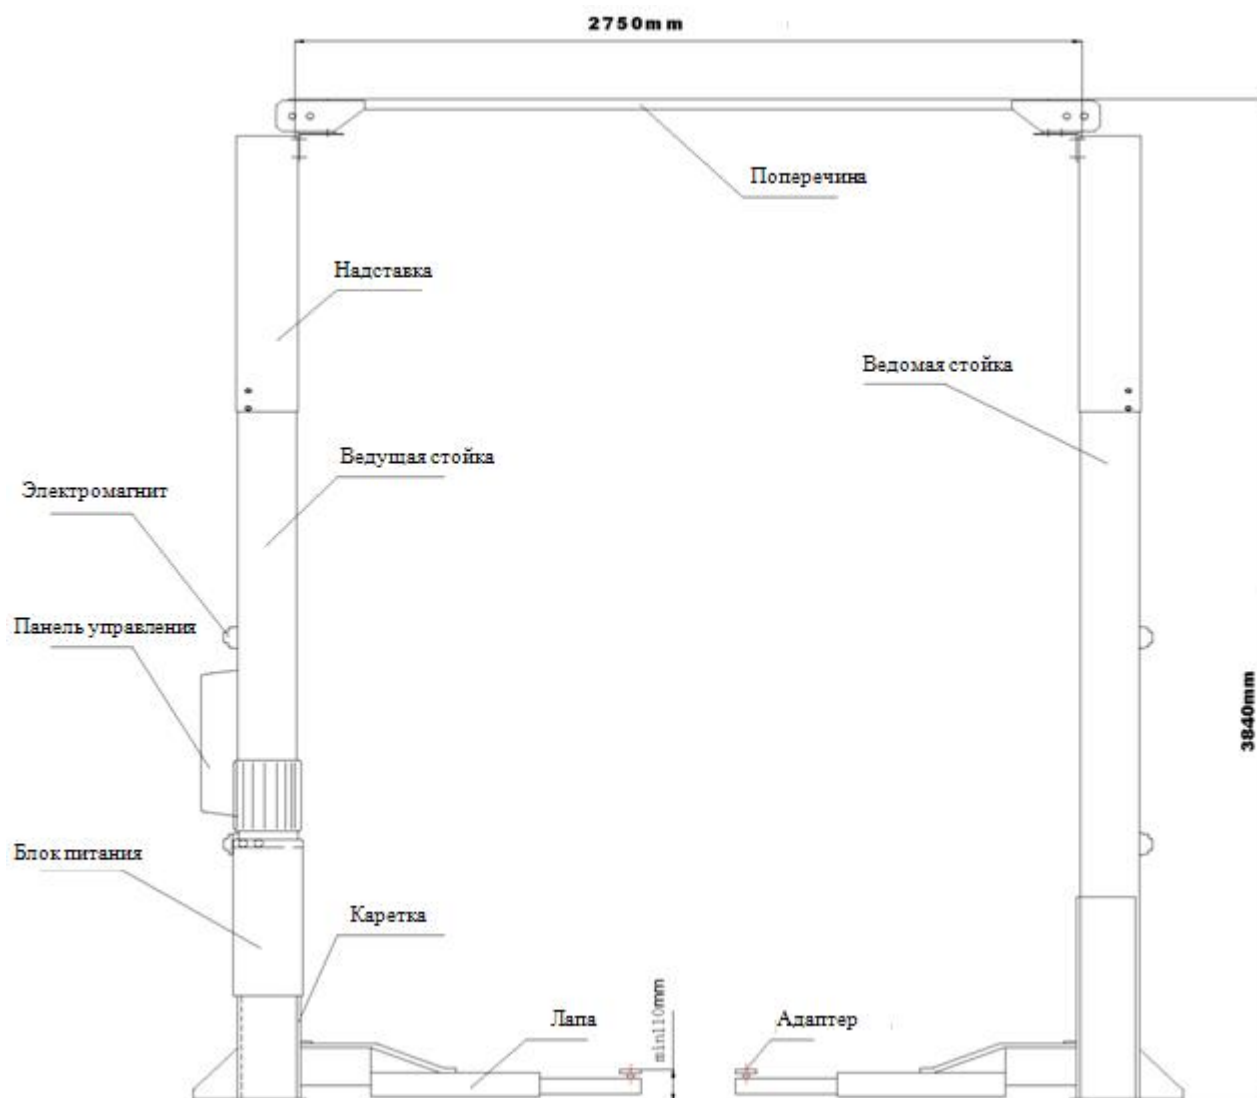 2750mm
Поперечина
Надставка
Ведомая стойка
Ведущая стойка
Электромагнит
Панель управления
3840mm
Блок питания
Каретка
min110mm
Лапа
Адаптер